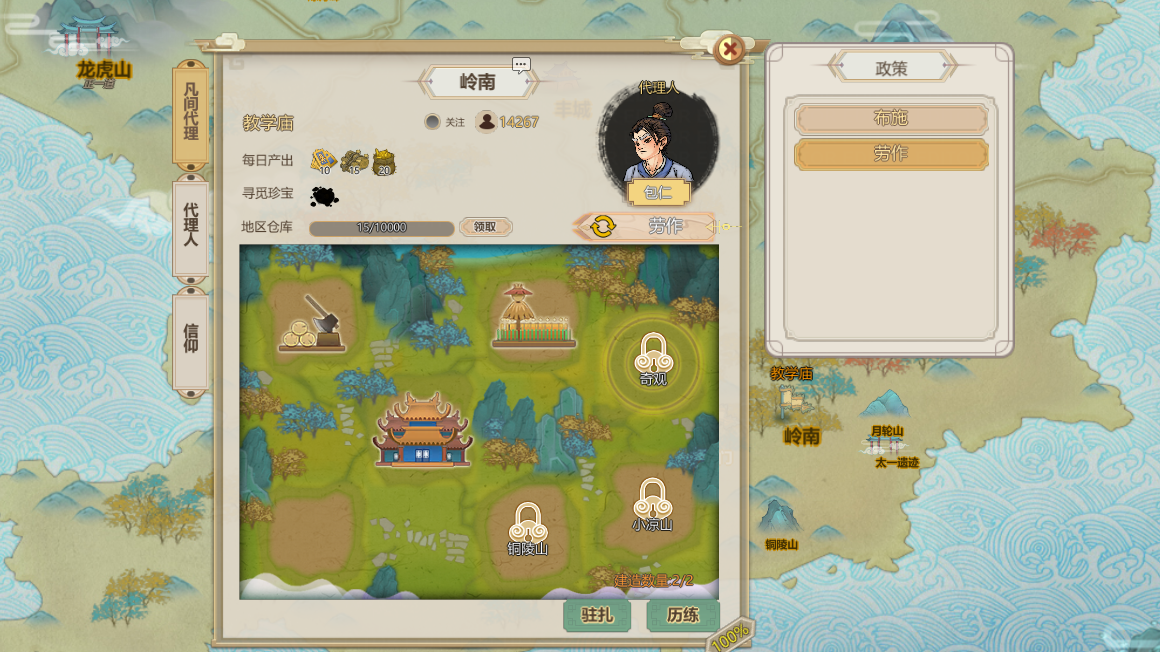 龙虎山
正一道
凡间代理
代理人
信仰
岭南
教学庙
关注
14267
每日产出
10
15
20
寻觅珍宝
地区仓库
15/10000
领取
代理人
包仁
劳作
奇观
小凉山
铜陵山
建造数量:2/2
驻扎
历练
100%
政策
布施
劳作
教学庙
岭南
月轮山
太一遗迹
铜陵山